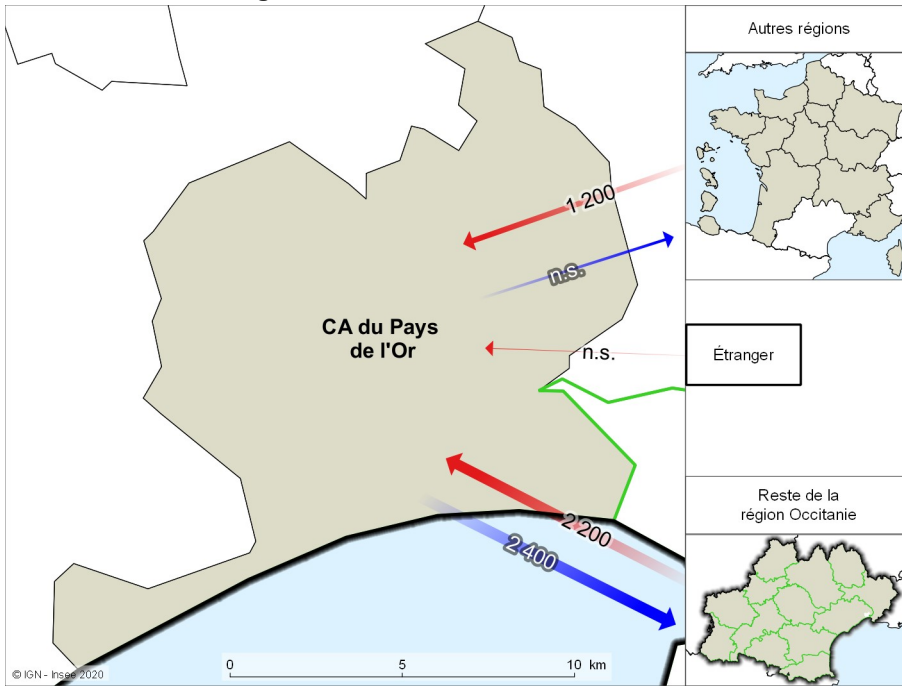 Autres régions
1 200
n.s.
CA du Pays
de l'Or
n.s.
Étranger
Reste de la
région Occitanie
2 200
2 400
0 5 10 km
© IGN - Insee 2020